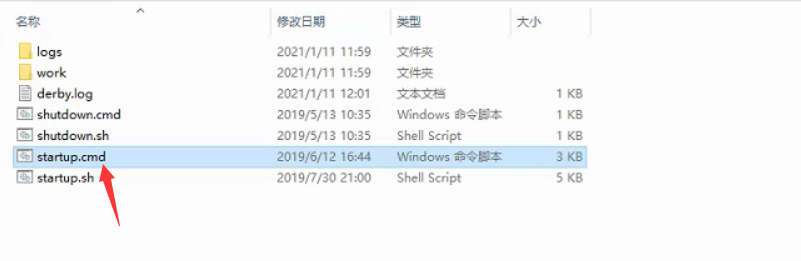 名称 修改日期 类型 大小
logs 2021/1/11 11:59 文件夹
work 2021/1/11 11:59 文件夹
derby.log 2021/1/11 12:01 文本文档 1 KB
shutdown.cmd 2019/5/13 10:35 Windows 命令脚本 1 KB
shutdown.sh 2019/5/13 10:35 Shell Script 1 KB
startup.cmd 2019/6/12 16:44 Windows 命令脚本 3 KB
startup.sh 2019/7/30 21:00 Shell Script 5 KB